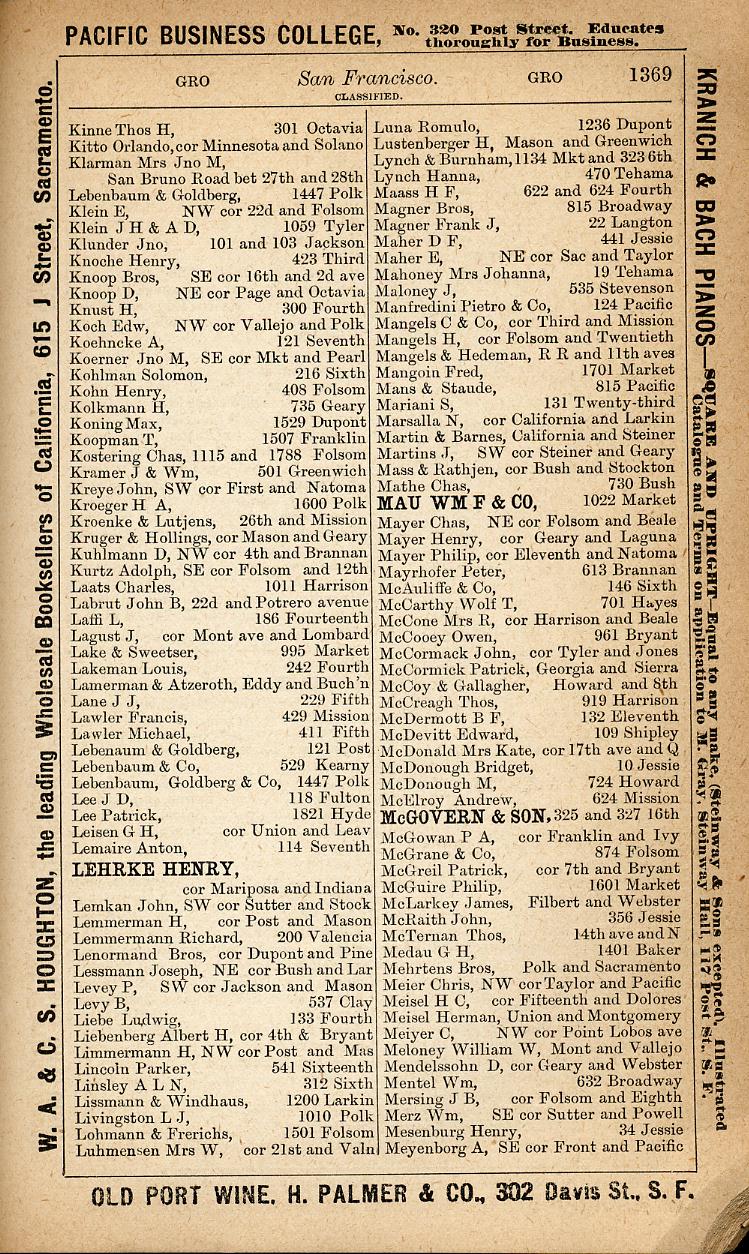 PACIFIC BUSINESS COLLEGE, No. 320 Post Street. Educates
thoroughly for Business.
GRO San Francisco. GRO 1369
CLASSIFIED.
Kinne Thos H, 301 Octavia
Kitto Orlando, cor Minnesota and Solano
Klarman Mrs Jno M,
San Bruno Road bet 27th and 28th
Lebenbaum & Goldberg, 1447 Polk
Klein E, NW cor 22d and Folsom
Klein J H & A D, 1059 Tyler
Klunder Jno, 101 and 103 Jackson
Knoche Henry, 423 Third
Knoop Bros, SE cor 16th and 2d ave
Knoop D, NE cor Page and Octavia
Knust H, 300 Fourth
Koch Edw, NW cor Vallejo and Polk
Koehncke A, 121 Seventh
Koerner Jno M, SE cor Mkt and Pearl
Kohlman Solomon, 216 Sixth
Kohn Henry, 408 Folsom
Kolkmann H, 735 Geary
Koning Max, 1529 Dupont
Koopman T, 1507 Franklin
Kostering Chas, 1115 and 1788 Folsom
Kramer J & Wm, 501 Greenwich
Kreye John, SW cor First and Natoma
Kroeger H A, 1600 Polk
Kroenke & Lutjens, 26th and Mission
Kruger & Hollings, cor Mason and Geary
Kuhlmann D, NW cor 4th and Brannan
Kurtz Adolph, SE cor Folsom and 12th
Laats Charles, 1011 Harrison
Labrut John B, 22d and Potrero avenue
Laffi L, 186 Fourteenth
Lagust J, cor Mont ave and Lombard
Lake & Sweetser, 995 Market
Lakeman Louis, 242 Fourth
Lamerman & Atzeroth, Eddy and Buch'n
Lane J J, 229 Fifth
Lawler Francis, 429 Mission
Lawler Michael, 411 Fifth
Lebenaum & Goldberg, 121 Post
Lebenbaum & Co, 529 Kearny
Lebenbaum, Goldberg & Co, 1447 Polk
Lee J D, 118 Fulton
Lee Patrick, 1821 Hyde
Leisen G H, cor Union and Leav
Lemaire Anton, 114 Seventh
LEHRKE HENRY,
cor Mariposa and Indiana
Lemkan John, SW cor Sutter and Stock
Lemmerman H, cor Post and Mason
Lemmermann Richard, 200 Valencia
Lenormand Bros, cor Dupont and Pine
Lessmann Joseph, NE cor Bush and Lar
Levey P, SW cor Jackson and Mason
Levy B, 537 Clay
Liebe Ludwig, 133 Fourth
Liebenberg Albert H, cor 4th & Bryant
Limmermann H, NW cor Post and Mas
Lincoln Parker, 541 Sixteenth
Linsley A L N, 312 Sixth
Lissmann & Windhaus, 1200 Larkin
Livingston L J, 1010 Polk
Lohmann & Frerichs, 1501 Folsom
Luhmensen Mrs W, cor 21st and Valn
Luna Romulo, 1236 Dupont
Lustenberger H, Mason and Greenwich
Lynch & Burnham, 1134 Mkt and 323 6th
Lynch Hanna, 470 Tehama
Maass H F, 622 and 624 Fourth
Magner Bros, 815 Broadway
Magner Frank J, 22 Langton
Maher D F, 441 Jessie
Maher E, NE cor Sac and Taylor
Mahoney Mrs Johanna, 19 Tehama
Maloney J, 535 Stevenson
Manfredini Pietro & Co, 124 Pacific
Mangels C & Co, cor Third and Mission
Mangels H, cor Folsom and Twentieth
Mangels & Hedeman, R R and 11th aves
Mangoin Fred, 1701 Market
Mans & Staude, 815 Pacific
Mariani S, 131 Twenty-third
Marsalla N, cor California and Larkin
Martin & Barnes, California and Steiner
Martins J, SW cor Steiner and Geary
Mass & Rathjen, cor Bush and Stockton
Mathe Chas, 730 Bush
MAU WM F & CO, 1022 Market
Mayer Chas, NE cor Folsom and Beale
Mayer Henry, cor Geary and Laguna
Mayer Philip, cor Eleventh and Natoma
Mayrhofer Peter, 613 Brannan
McAuliffe & Co, 146 Sixth
McCarthy Wolf T, 701 Hayes
McCone Mrs R, cor Harrison and Beale
McCooey Owen, 961 Bryant
McCormack John, cor Tyler and Jones
McCormick Patrick, Georgia and Sierra
McCoy & Gallagher, Howard and 8th
McCreagh Thos, 919 Harrison
McDermott B F, 132 Eleventh
McDevitt Edward, 109 Shipley
McDonald Mrs Kate, cor 17th ave and Q
McDonough Bridget, 10 Jessie
McDonough M, 724 Howard
McElroy Andrew, 624 Mission
McGOVERN & SON, 325 and 327 16th
McGowan P A, cor Franklin and Ivy
McGrane & Co, 874 Folsom
McGreil Patrick, cor 7th and Bryant
McGuire Philip, 1601 Market
McLarkey James, Filbert and Webster
McRaith John, 356 Jessie
McTernan Thos, 14th ave and N
Medau G H, 1401 Baker
Mehrtens Bros, Polk and Sacramento
Meier Chris, NW cor Taylor and Pacific
Meisel H C, cor Fifteenth and Dolores
Meisel Herman, Union and Montgomery
Meiyer C, NW cor Point Lobos ave
Meloney William W, Mont and Vallejo
Mendelssohn D, cor Geary and Webster
Mentel Wm, 632 Broadway
Mersing J B, cor Folsom and Eighth
Merz Wm, SE cor Sutter and Powell
Mesenburg Henry, 34 Jessie
Meyenborg A, SE cor Front and Pacific
W. A. & C. S. HOUGHTON, the leading Wholesale Booksellers of California, 615 J Street, Sacramento.
KRANICH & BACH PIANOS—SQUARE AND UPRIGHT—Equal to any make. (Steinway & Sons excepted). Illustrated
Catalogue and Terms on application to M. Gray, Steinway Hall, 117 Post St., S. F.
OLD PORT WINE. H. PALMER & CO., 302 Davis St., S. F.